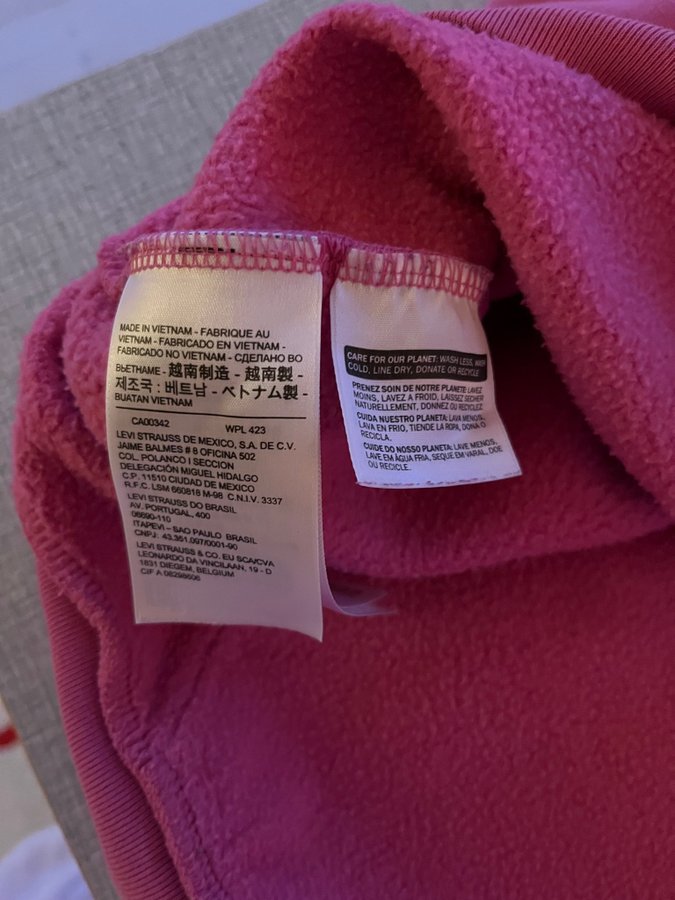 MADE IN VIETNAM - FABRIQUE AU
VIETNAM - FABRICADO EN VIETNAM -
FABRICADO NO VIETNAM - СДЕЛАНО ВО
ВЬЕТНАМЕ - 越南制造 - 越南製 -
제조국 : 베트남 - ベトナム製 -
BUATAN VIETNAM
CA00342 WPL 423
LEVI STRAUSS DE MEXICO, S.A. DE C.V.
JAIME BALMES # 8 OFICINA 502
COL. POLANCO I SECCION
DELEGACIÓN MIGUEL HIDALGO
C.P. 11510 CIUDAD DE MEXICO
R.F.C. LSM 660818 M-98 C.N.I.V. 3337
LEVI STRAUSS DO BRASIL
AV. PORTUGAL, 400
06690-110
ITAPEVI – SAO PAULO BRASIL
CNPJ: 43.351.097/0001-90
LEVI STRAUSS & CO. EU SCA/CVA
LEONARDO DA VINCILAAN, 19 - D
1831 DIEGEM, BELGIUM
CIF A 08298606
CARE FOR OUR PLANET: WASH LESS, WASH
COLD, LINE DRY, DONATE OR RECYCLE
PRENEZ SOIN DE NOTRE PLANETE: LAVEZ
MOINS, LAVEZ A FROID, LAISSEZ SÉCHER
NATURELLEMENT, DONNEZ OU RECYCLEZ.
CUIDA NUESTRO PLANETA: LAVA MENOS,
LAVA EN FRIO, TIENDE LA ROPA, DONA O
RECICLA.
CUIDE DO NOSSO PLANETA: LAVE MENOS,
LAVE EM ÁGUA FRIA, SEQUE EM VARAL, DOE
OU RECICLE.